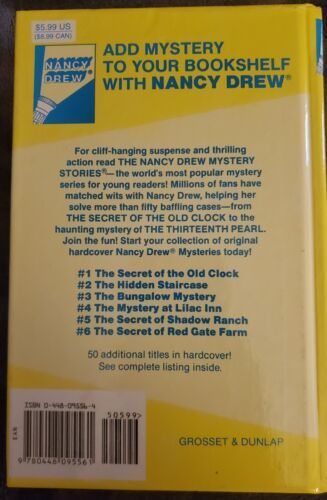 $5.99 US
($6.99 CAN)
NANCY
DREW
ADD MYSTERY
TO YOUR BOOKSHELF
WITH NANCY DREW®
For cliff-hanging suspense and thrilling
action read THE NANCY DREW MYSTERY
STORIES®—the world's most popular mystery
series for young readers! Millions of fans have
matched wits with Nancy Drew, helping her
solve more than fifty baffling cases—from
THE SECRET OF THE OLD CLOCK to the
haunting mystery of THE THIRTEENTH PEARL.
Join the fun! Start your collection of original
hardcover Nancy Drew® Mysteries today!
#1 The Secret of the Old Clock
#2 The Hidden Staircase
#3 The Bungalow Mystery
#4 The Mystery at Lilac Inn
#5 The Secret of Shadow Ranch
#6 The Secret of Red Gate Farm
50 additional titles in hardcover!
See complete listing inside.
ISBN 0-448-09556-4
50599>
EAN
9 780448 095561
GROSSET & DUNLAP